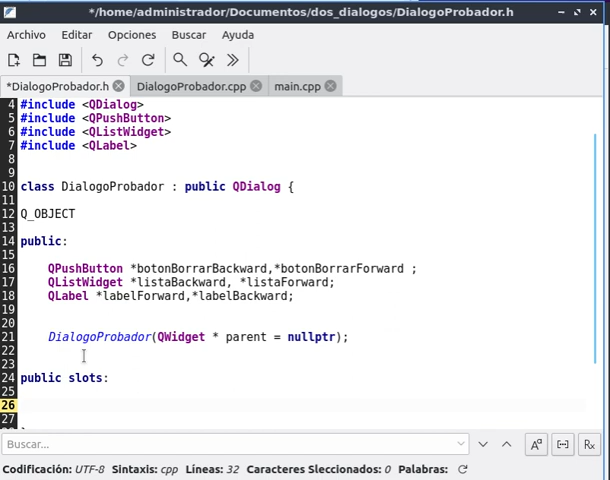 */home/administrador/Documentos/dos_dialogos/DialogoProbador.h
Archivo Editar Opciones Buscar Ayuda
*DialogoProbador.h DialogoProbador.cpp main.cpp
4 #include <QDialog>
5 #include <QPushButton>
6 #include <QListWidget>
7 #include <QLabel>
8
9
10 class DialogoProbador : public QDialog {
11
12 Q_OBJECT
13
14 public:
15
16 QPushButton *botonBorrarBackward,*botonBorrarForward ;
17 QListWidget *listaBackward, *listaForward;
18 QLabel *labelForward,*labelBackward;
19
20
21 DialogoProbador(QWidget * parent = nullptr);
22
23
24 public slots:
25
26
27
Buscar...
Codificación: UTF-8 Sintaxis: cpp Líneas: 32 Caracteres Sleccionados: 0 Palabras: